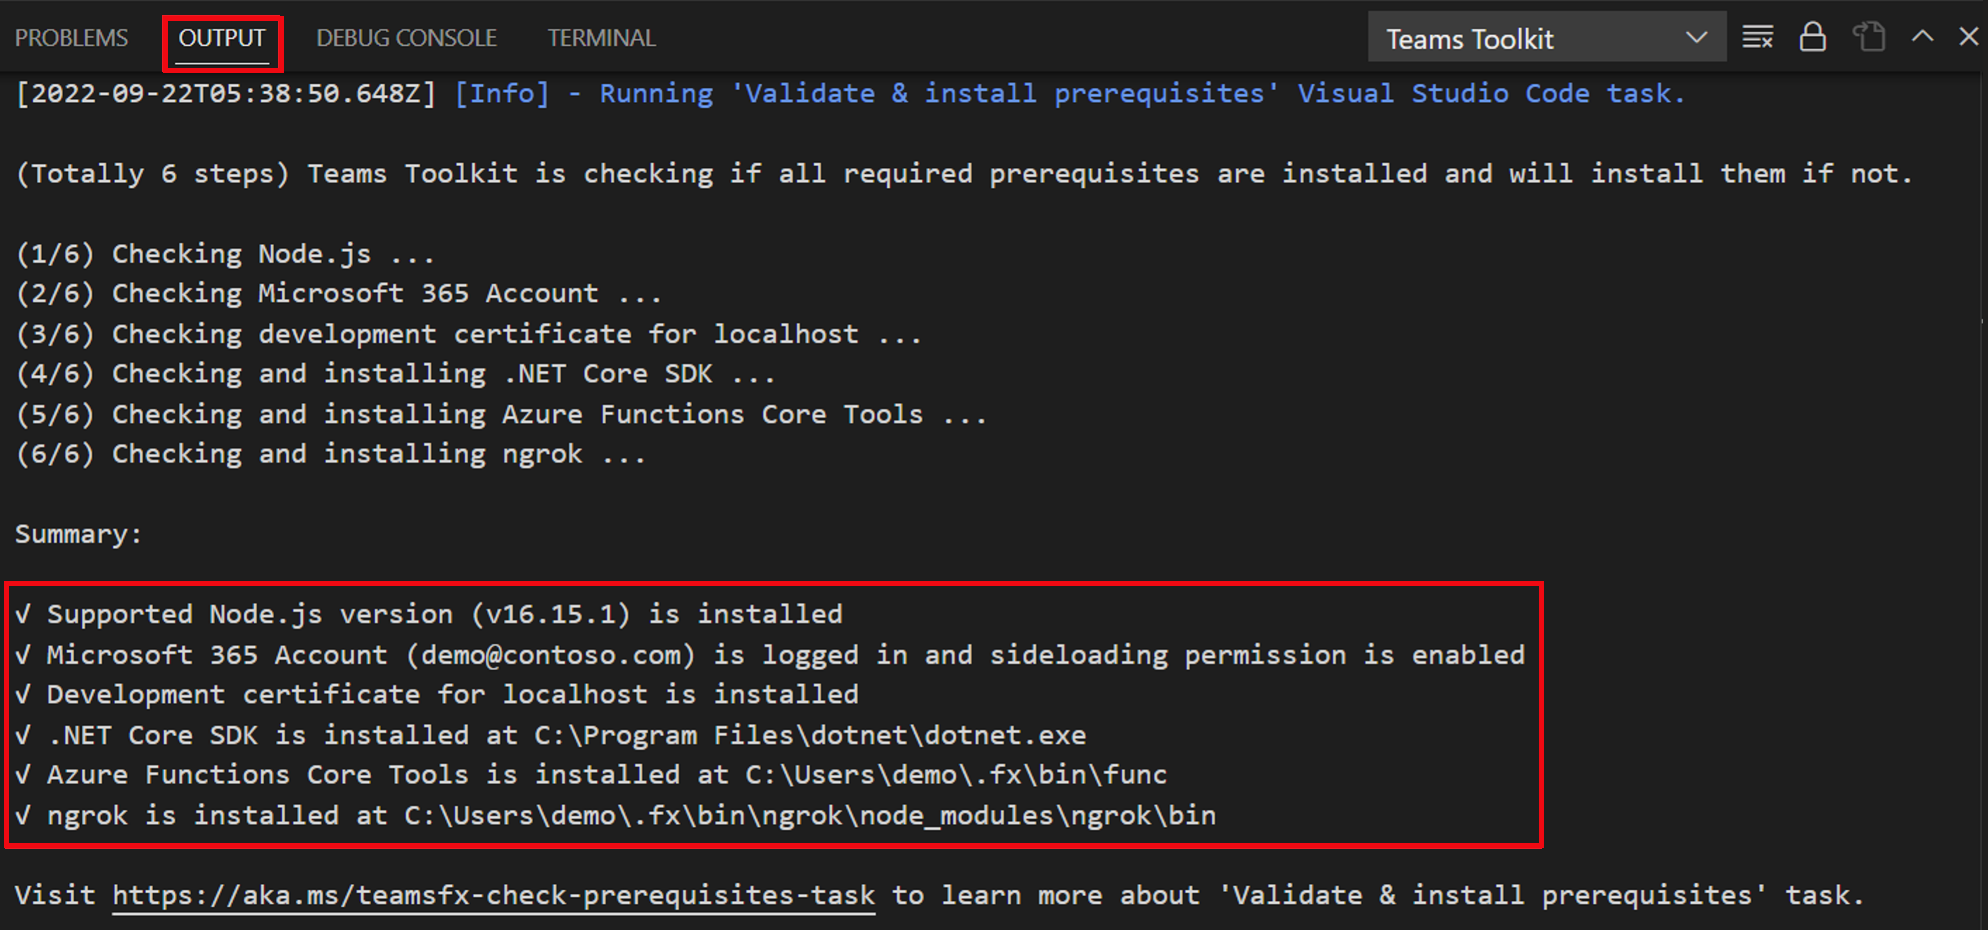 PROBLEMS OUTPUT DEBUG CONSOLE TERMINAL Teams Toolkit
[2022-09-22T05:38:50.648Z] [Info] - Running 'Validate & install prerequisites' Visual Studio Code task.
(Totally 6 steps) Teams Toolkit is checking if all required prerequisites are installed and will install them if not.
(1/6) Checking Node.js ...
(2/6) Checking Microsoft 365 Account ...
(3/6) Checking development certificate for localhost ...
(4/6) Checking and installing .NET Core SDK ...
(5/6) Checking and installing Azure Functions Core Tools ...
(6/6) Checking and installing ngrok ...
Summary:
√ Supported Node.js version (v16.15.1) is installed
√ Microsoft 365 Account (demo@contoso.com) is logged in and sideloading permission is enabled
√ Development certificate for localhost is installed
√ .NET Core SDK is installed at C:\Program Files\dotnet\dotnet.exe
√ Azure Functions Core Tools is installed at C:\Users\demo\.fx\bin\func
√ ngrok is installed at C:\Users\demo\.fx\bin\ngrok\node_modules\ngrok\bin
Visit https://aka.ms/teamsfx-check-prerequisites-task to learn more about 'Validate & install prerequisites' task.